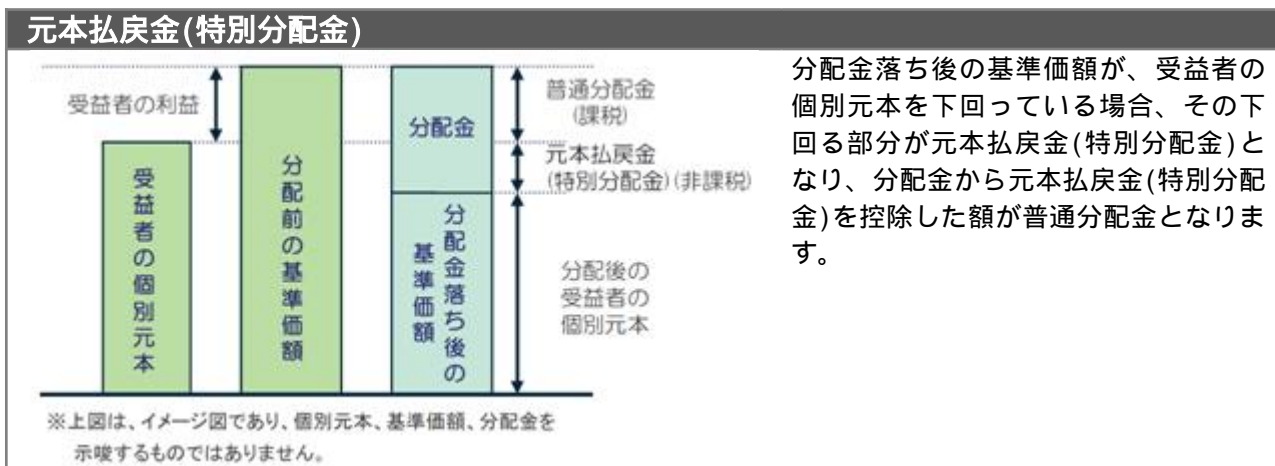 元本払戻金(特別分配金)
受益者の利益
受益者の個別元本
分配前の基準価額
分配金
分配金落ち後の
基準価額
普通分配金
(課税)
元本払戻金
(特別分配金)(非課税)
分配後の
受益者の
個別元本
※上図は、イメージ図であり、個別元本、基準価額、分配金を
示唆するものではありません。
分配金落ち後の基準価額が、受益者の
個別元本を下回っている場合、その下
回る部分が元本払戻金(特別分配金)と
なり、分配金から元本払戻金(特別分配
金)を控除した額が普通分配金となりま
す。